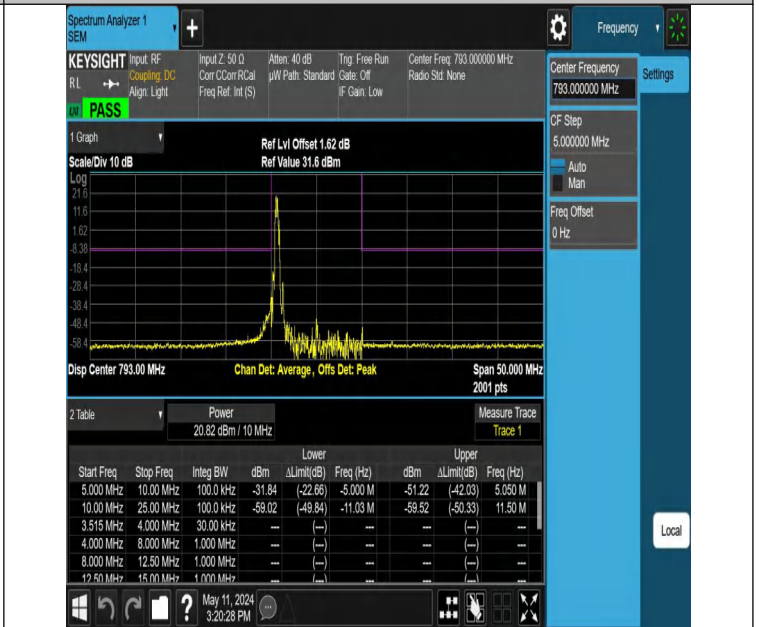 Spectrum Analyzer 1
SEM
+
Frequency
KEYSIGHT
RL
Input: RF
Coupling: DC
Align: Light
Input Z: 50 Ω
Corr CCorr RCal
Freq Ref: Int (S)
Atten: 40 dB
µW Path: Standard
Trig: Free Run
Gate: Off
IF Gain: Low
Center Freq: 793.000000 MHz
Radio Std: None
LXI
PASS
Center Frequency
793.000000 MHz
Settings
CF Step
5.000000 MHz
Auto
Man
Freq Offset
0 Hz
1 Graph
Ref Lvl Offset 1.62 dB
Scale/Div 10 dB
Ref Value 31.6 dBm
Log
21.6
11.6
1.62
-8.38
-18.4
-28.4
-38.4
-48.4
-58.4
Disp Center 793.00 MHz
Chan Det: Average , Offs Det: Peak
Span 50.000 MHz
2001 pts
2 Table
Power
20.82 dBm / 10 MHz
Measure Trace
Trace 1
Lower Upper
Start Freq Stop Freq Integ BW dBm ΔLimit(dB) Freq (Hz) dBm ΔLimit(dB) Freq (Hz)
5.000 MHz 10.00 MHz 100.0 kHz -31.84 (-22.66) -5.000 M -51.22 (-42.03) 5.050 M
10.00 MHz 25.00 MHz 100.0 kHz -59.02 (-49.84) -11.03 M -59.52 (-50.33) 11.50 M
3.515 MHz 4.000 MHz 30.00 kHz --- (---) --- --- (---) ---
4.000 MHz 8.000 MHz 1.000 MHz --- (---) --- --- (---) ---
8.000 MHz 12.50 MHz 1.000 MHz --- (---) --- --- (---) ---
12.50 MHz 15.00 MHz 1.000 MHz --- (---) --- --- (---) ---
Local
?
May 11, 2024
3:20:28 PM